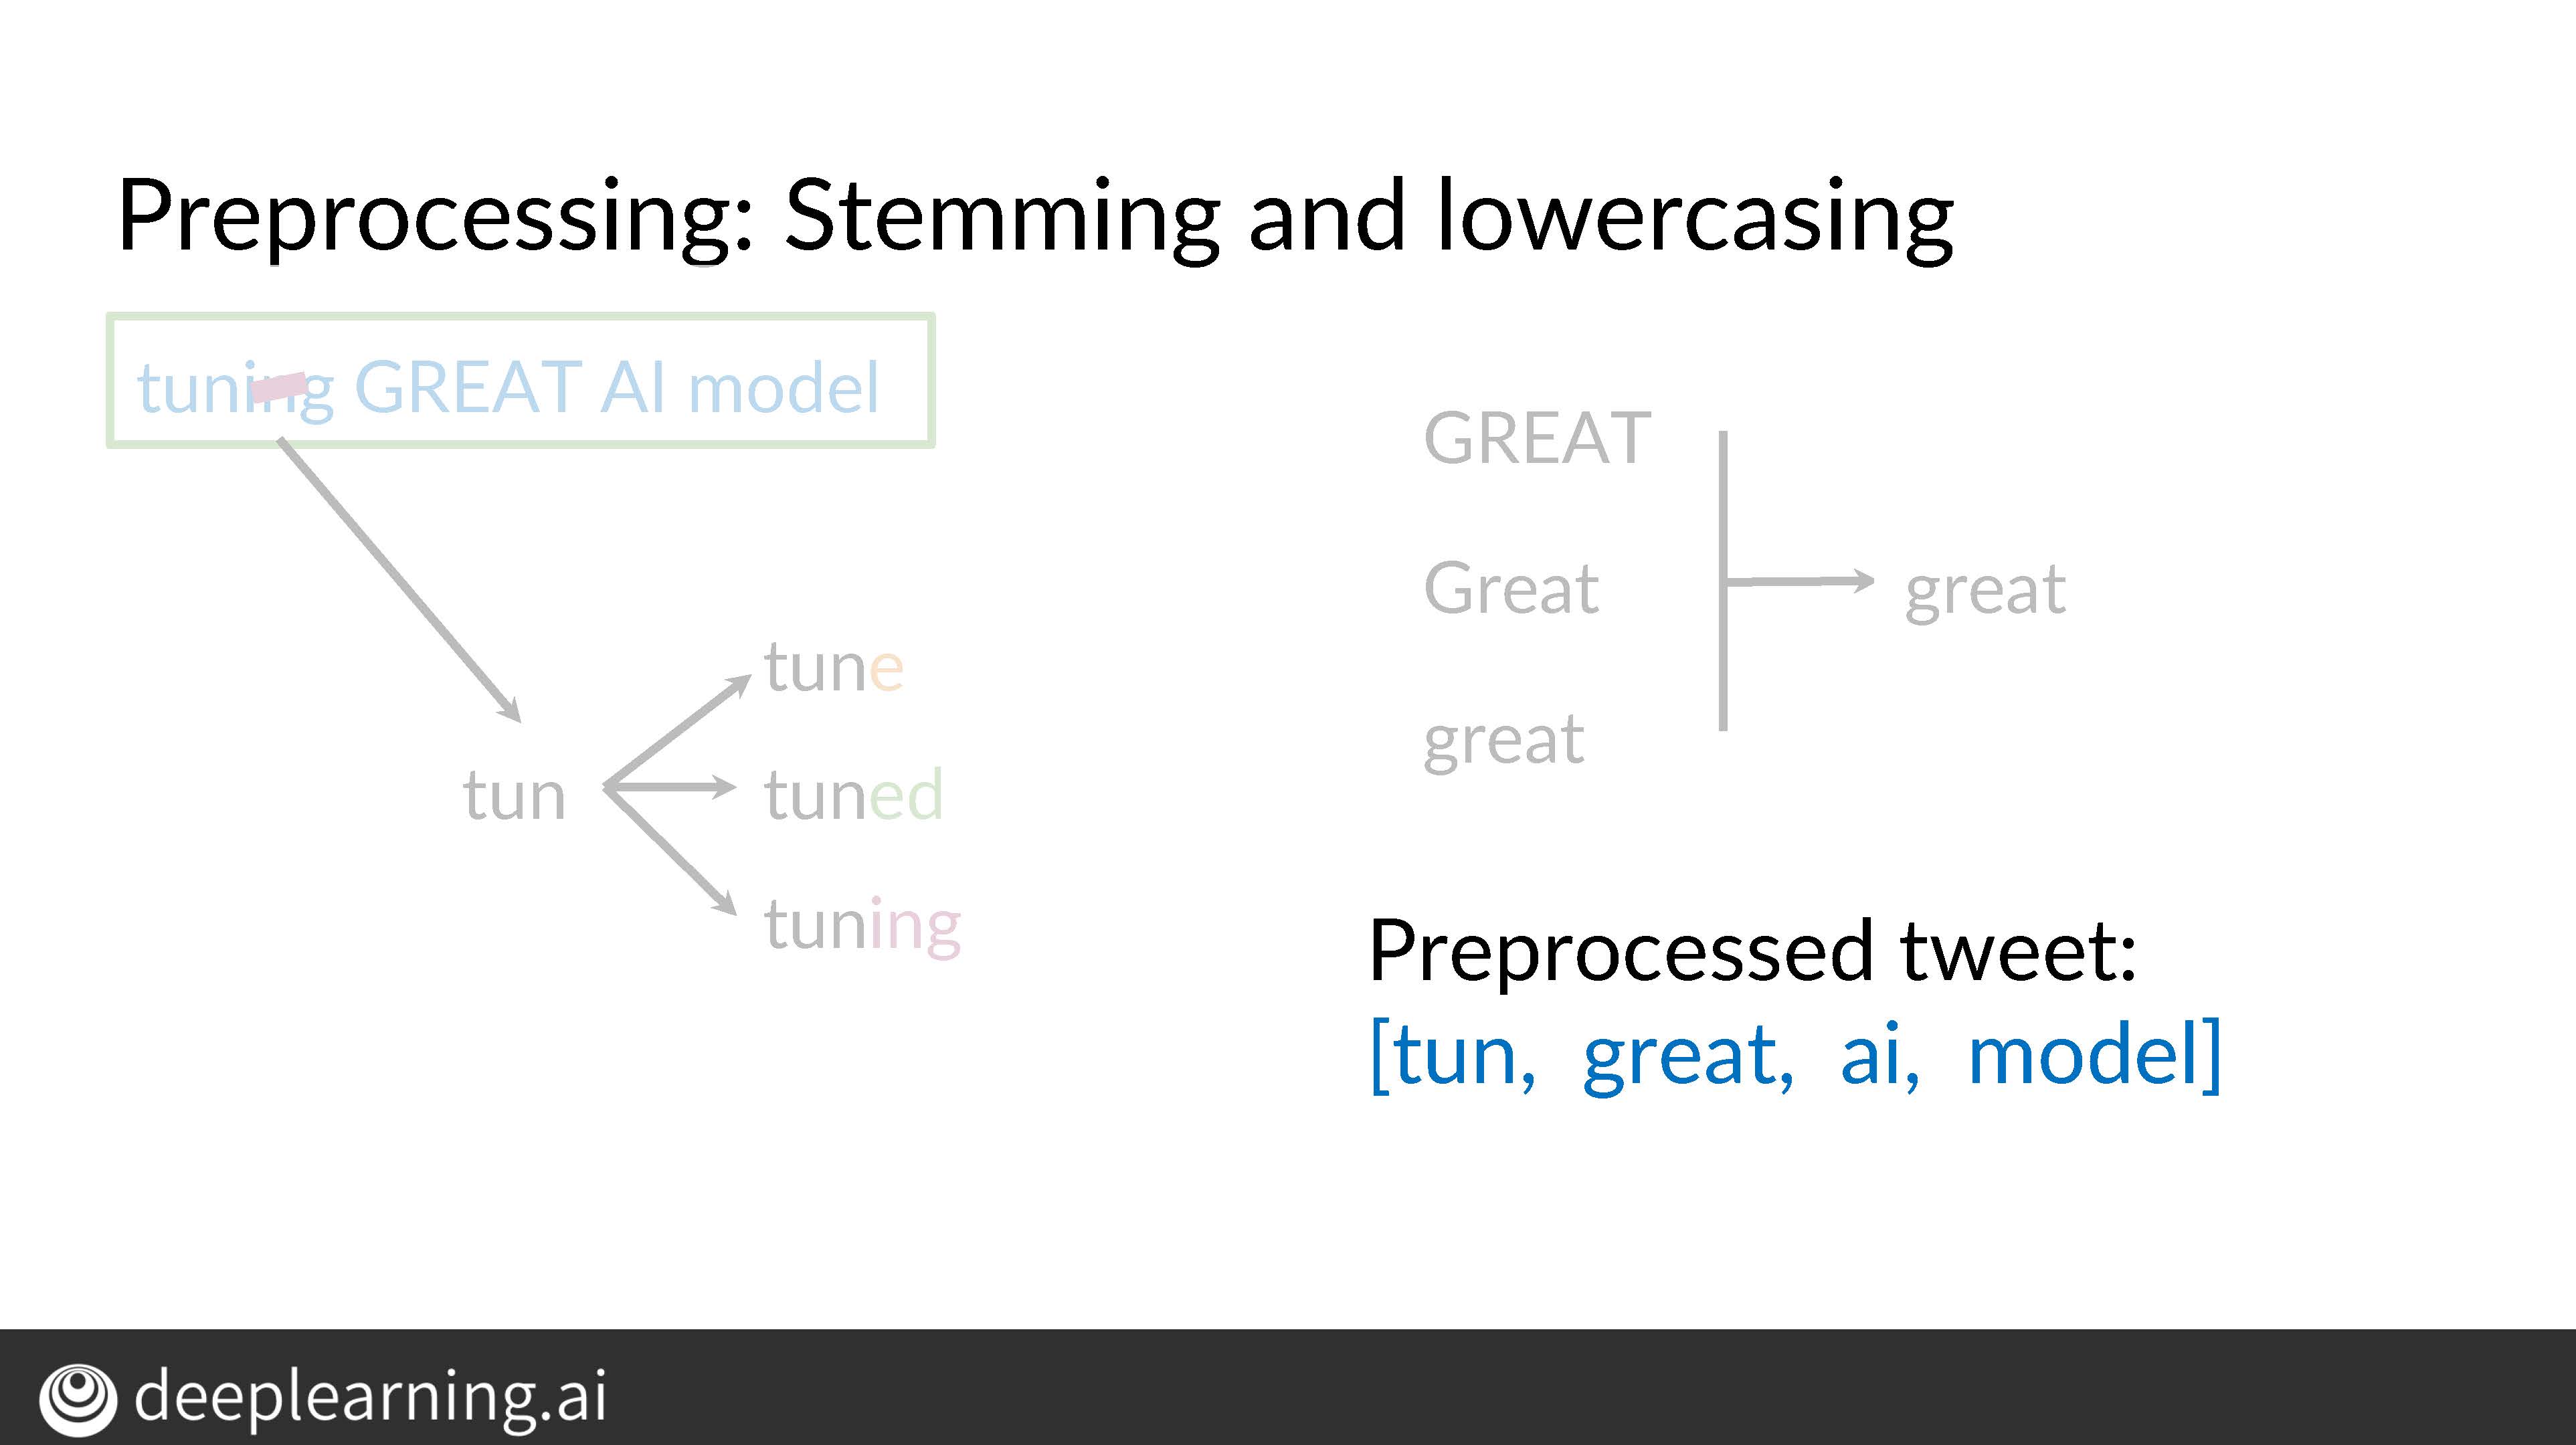 Preprocessing: Stemming and lowercasing
tuning GREAT AI model
tun
tune
tuned
tuning
GREAT
Great
great
great
Preprocessed tweet:
[tun, great, ai, model]
deeplearning.ai